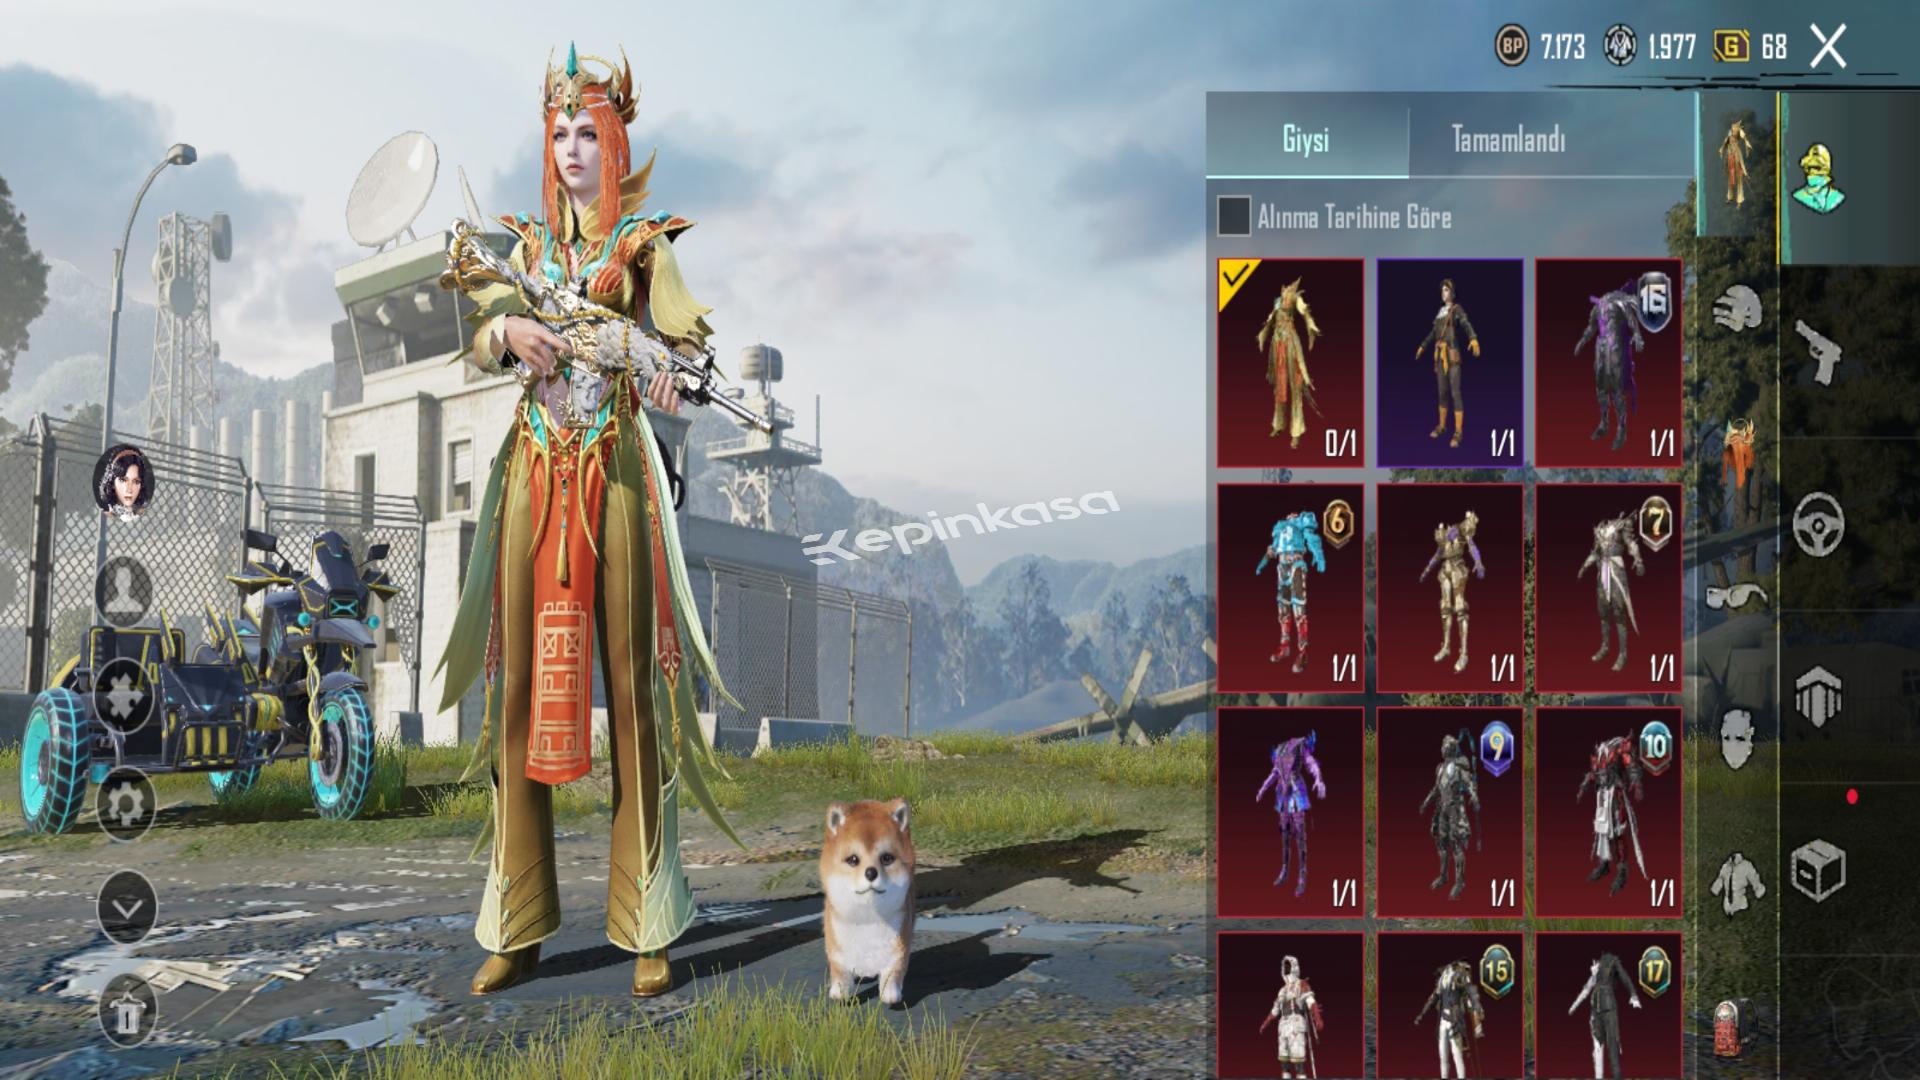 BP 7.173 1.977 G 68
Giysi Tamamlandı
Alınma Tarihine Göre
0/1 1/1 16 1/1
6 1/1 1/1 7 1/1
Kepinkasa
1/1 9 1/1 10 1/1
15 17